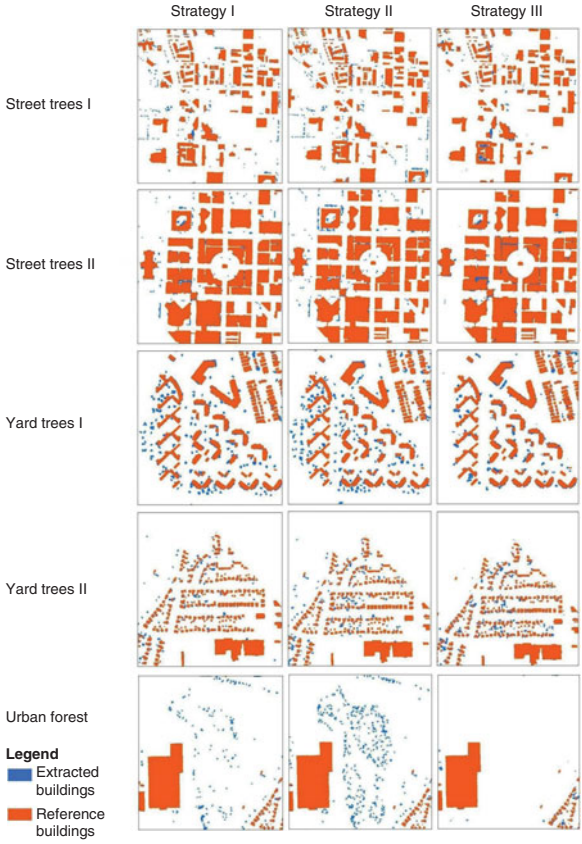 Strategy I
Strategy II
Strategy III
Street trees I
Street trees II
Yard trees I
Yard trees II
Urban forest
Legend
Extracted
buildings
Reference
buildings